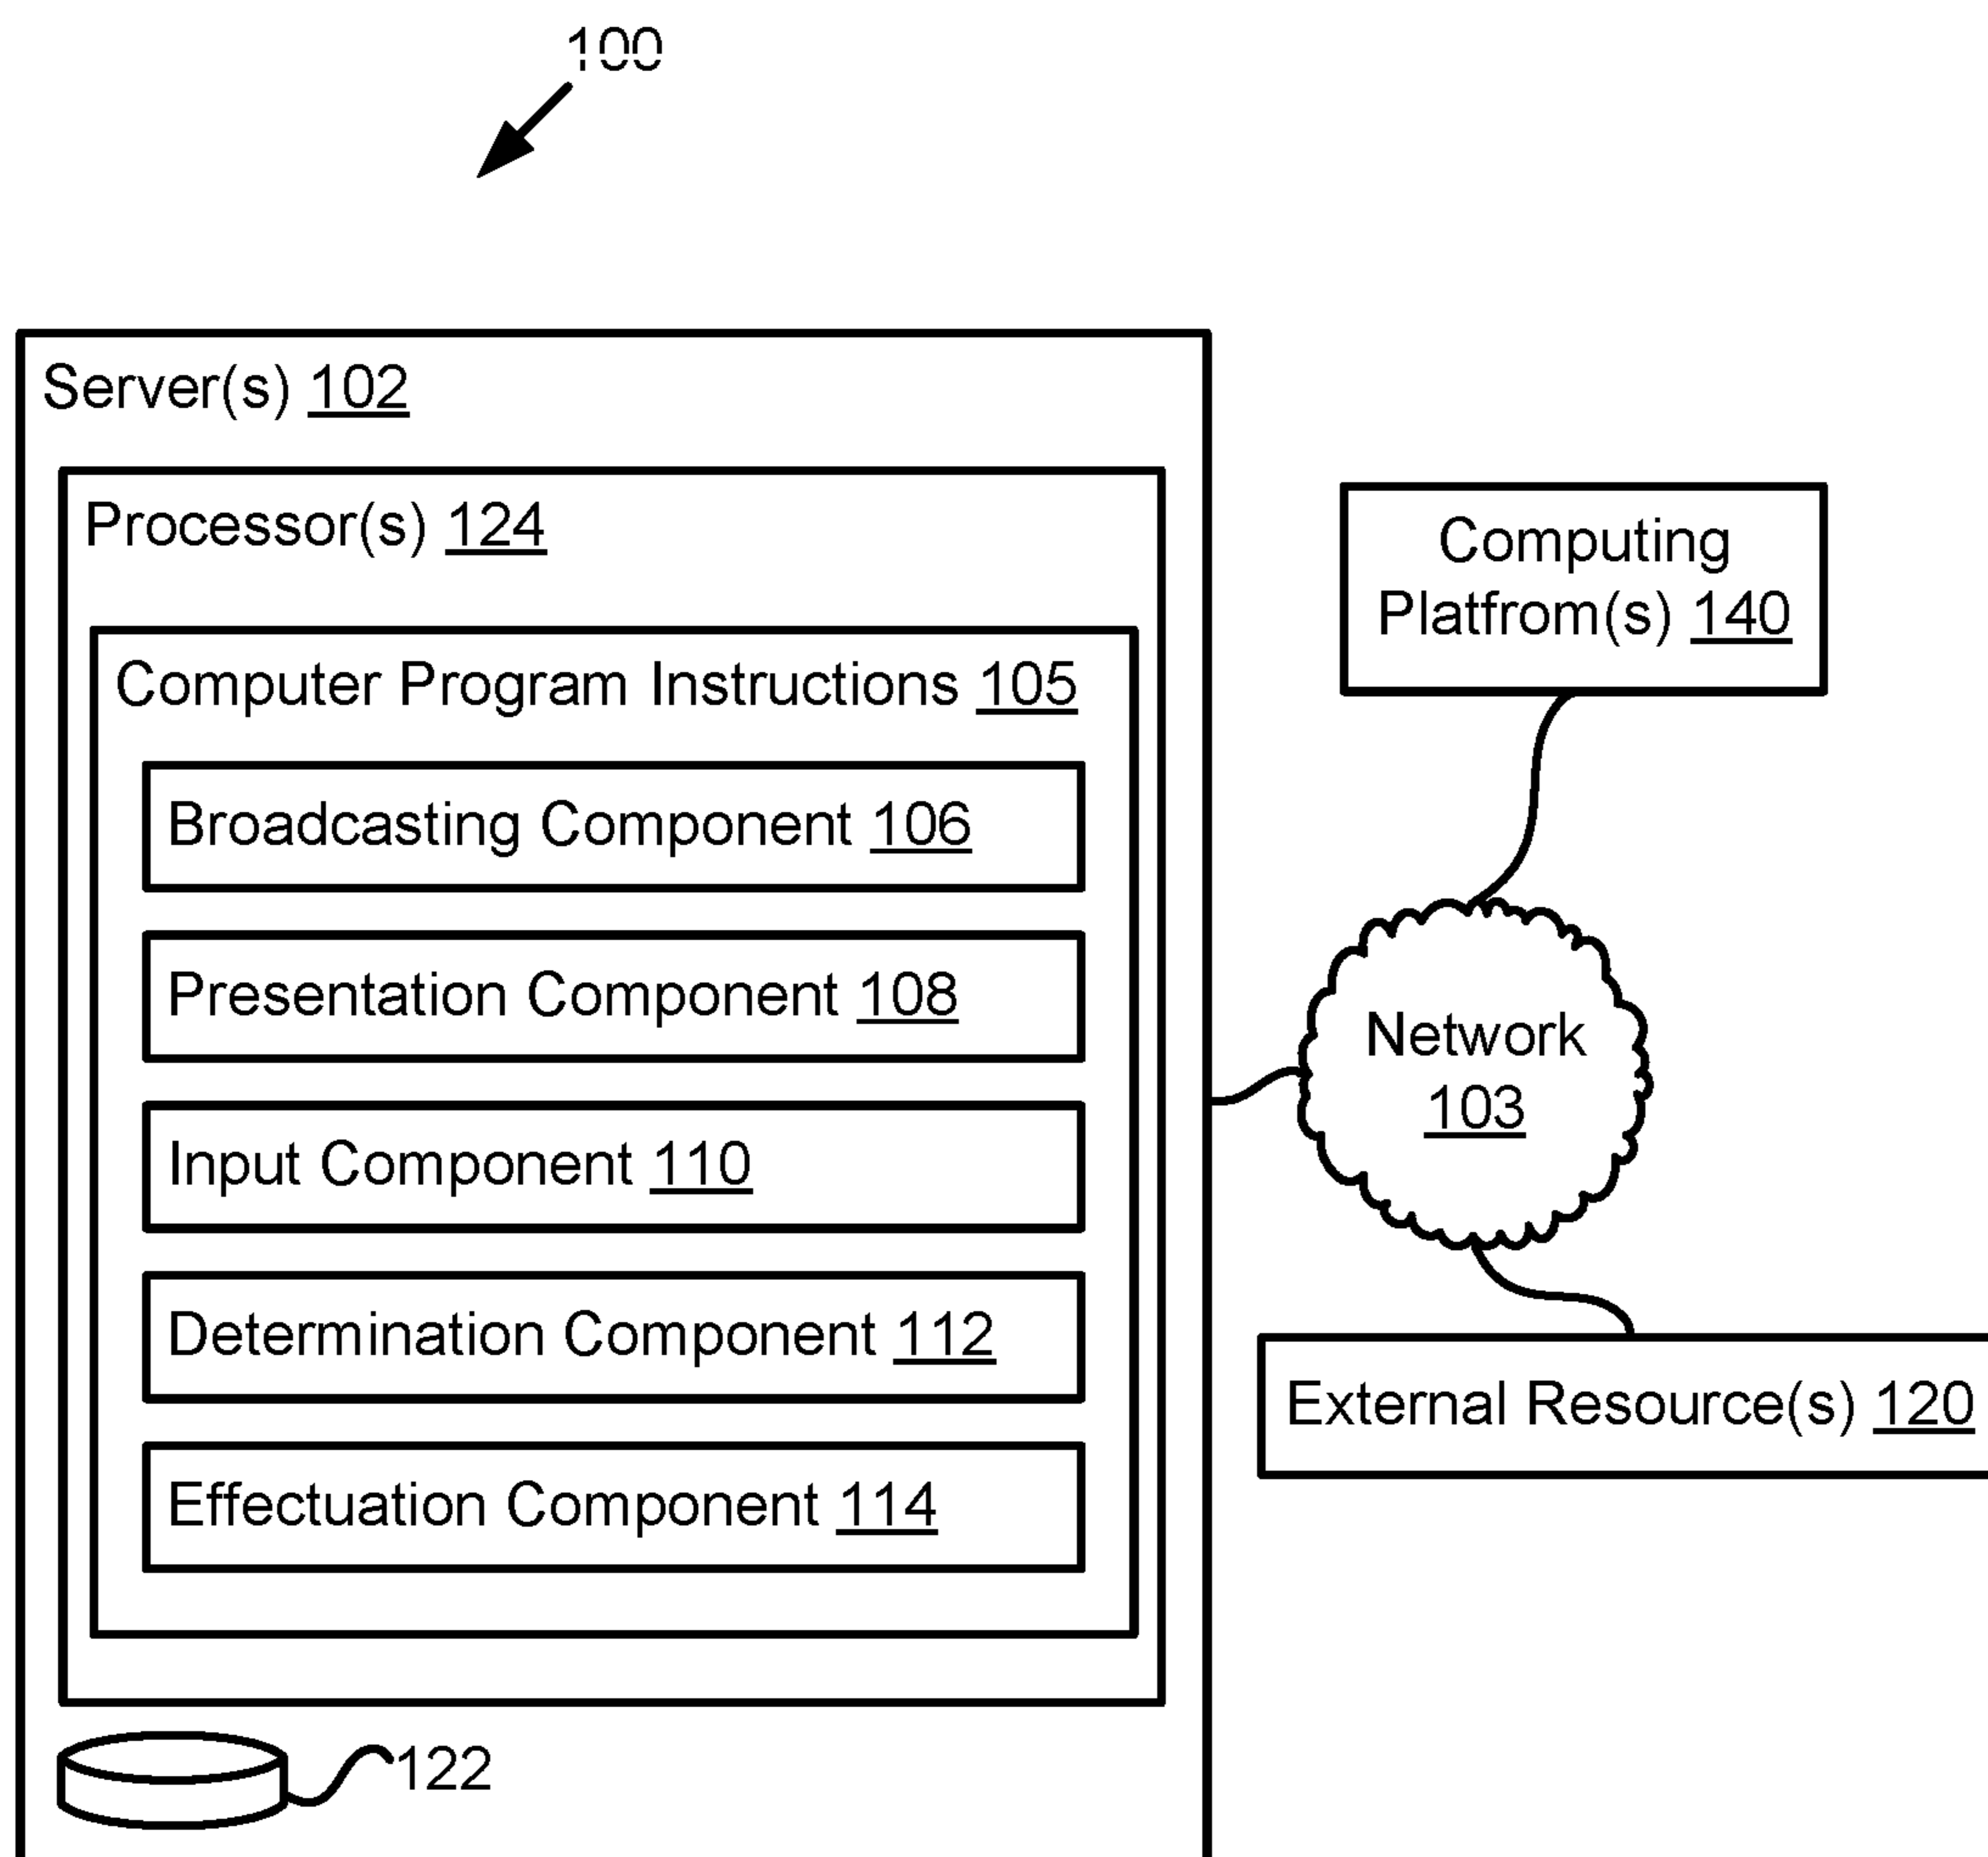 100
Server(s) 102
Processor(s) 124
Computer Program Instructions 105
Broadcasting Component 106
Presentation Component 108
Input Component 110
Determination Component 112
Effectuation Component 114
122
Computing
Platfrom(s) 140
Network
103
External Resource(s) 120